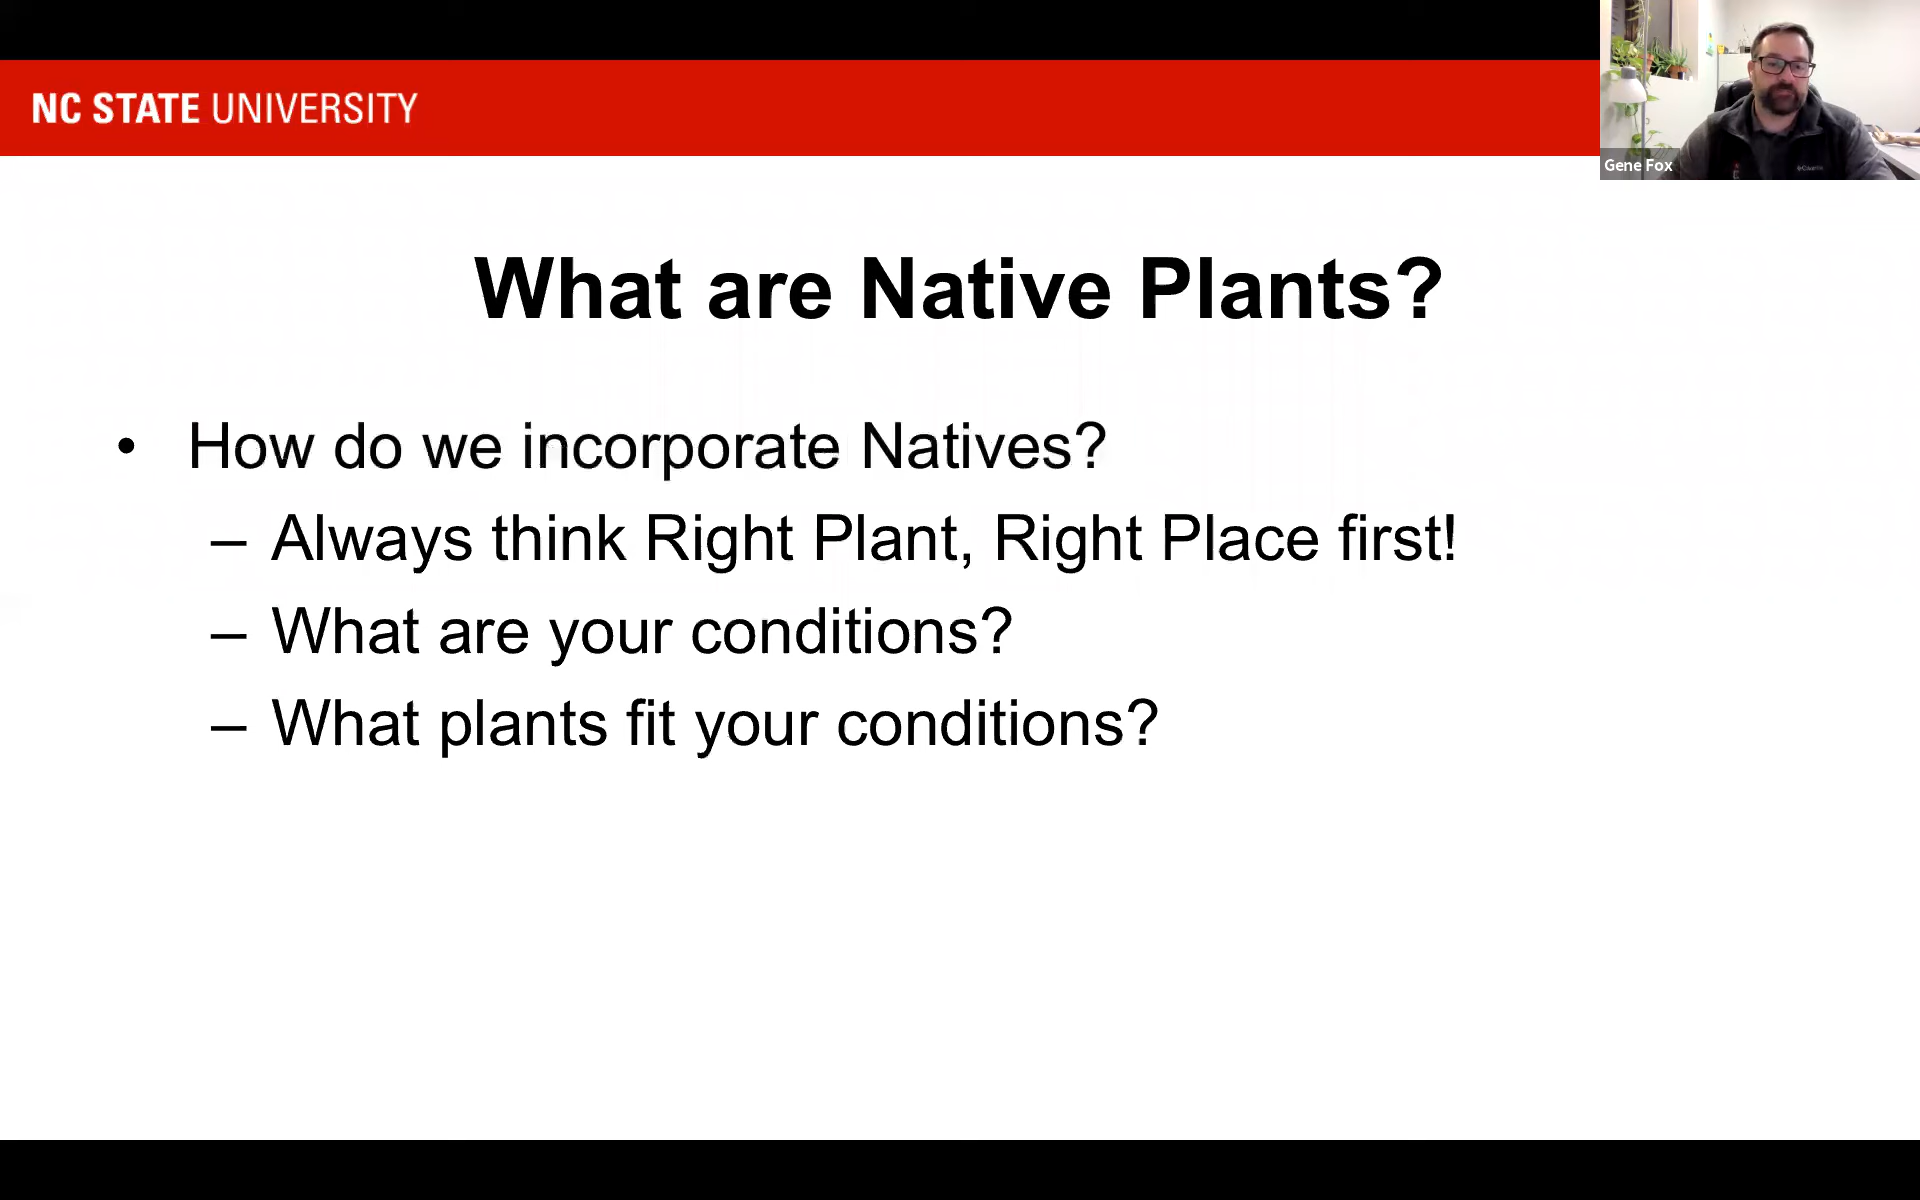 NC STATE UNIVERSITY
Gene Fox
What are Native Plants?
• How do we incorporate Natives?
– Always think Right Plant, Right Place first!
– What are your conditions?
– What plants fit your conditions?